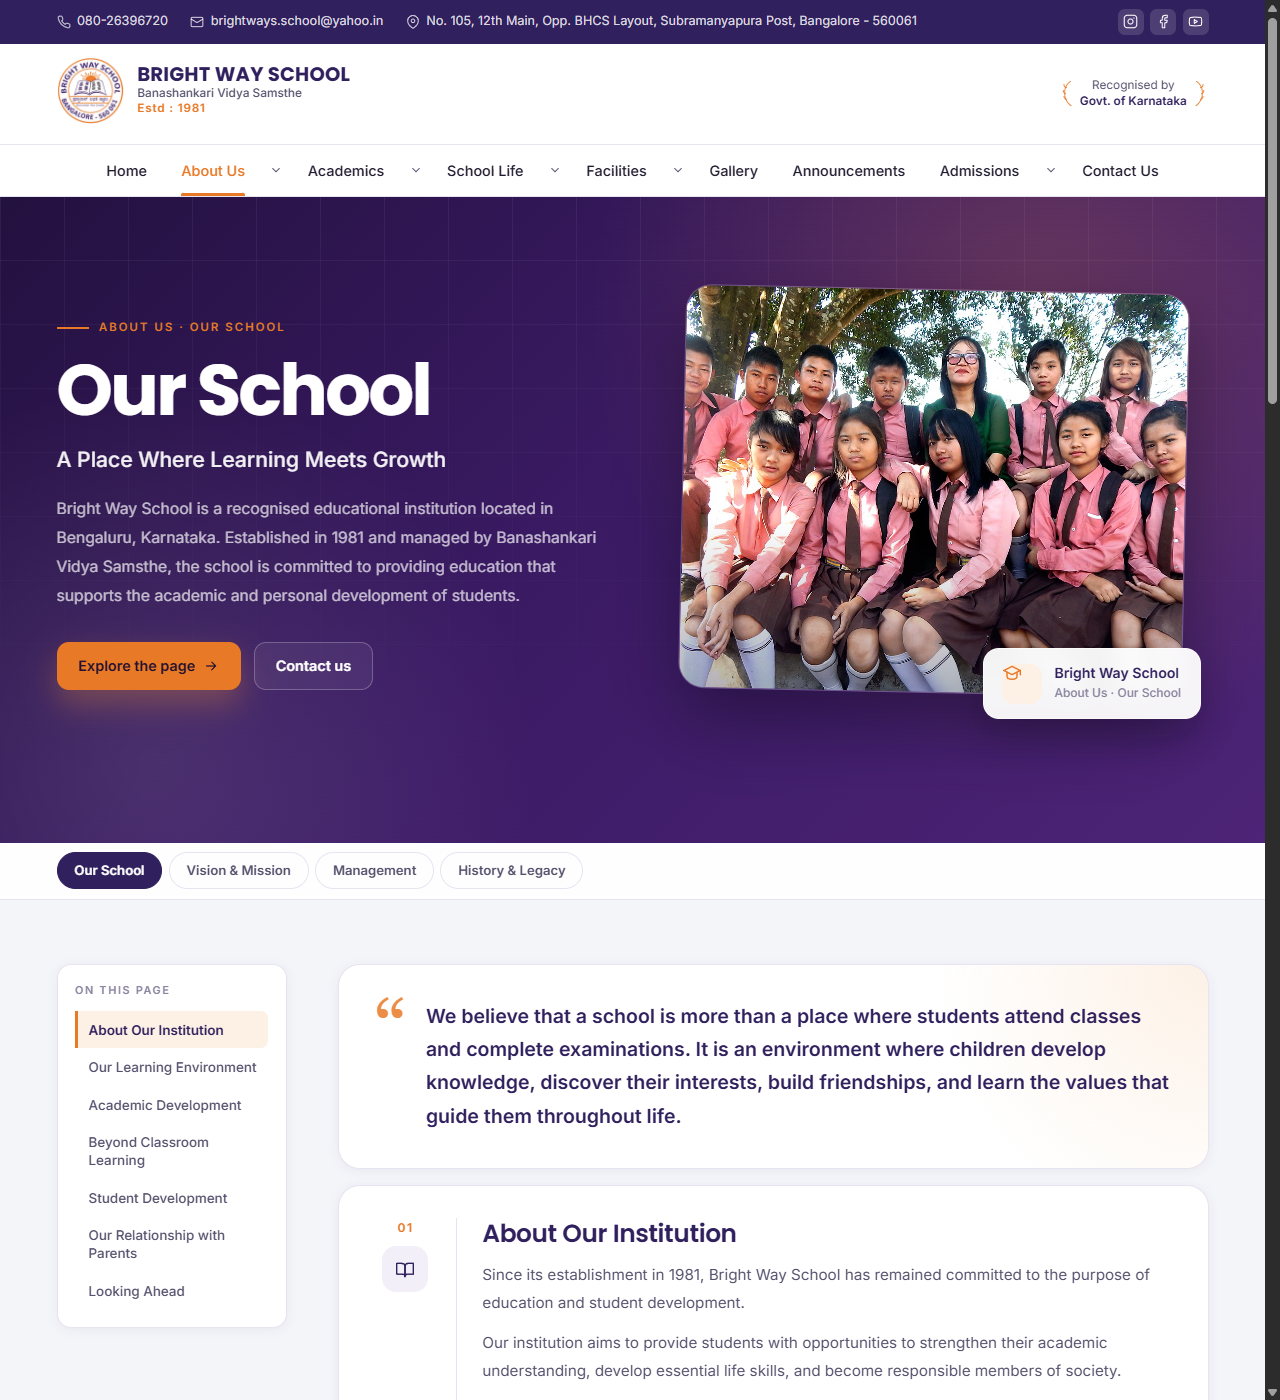 080-26396720
brightways.school@yahoo.in
No. 105, 12th Main, Opp. BHCS Layout, Subramanyapura Post, Bangalore - 560061
BRIGHT WAY SCHOOL
BANGALORE - 560 061
BRIGHT WAY SCHOOL
Banashankari Vidya Samsthe
Estd : 1981
Recognised by
Govt. of Karnataka
Home
About Us
Academics
School Life
Facilities
Gallery
Announcements
Admissions
Contact Us
ABOUT US · OUR SCHOOL
Our School
A Place Where Learning Meets Growth
Bright Way School is a recognised educational institution located in
Bengaluru, Karnataka. Established in 1981 and managed by Banashankari
Vidya Samsthe, the school is committed to providing education that
supports the academic and personal development of students.
Explore the page →
Contact us
Bright Way School
About Us · Our School
Our School
Vision & Mission
Management
History & Legacy
ON THIS PAGE
About Our Institution
Our Learning Environment
Academic Development
Beyond Classroom
Learning
Student Development
Our Relationship with
Parents
Looking Ahead
“
We believe that a school is more than a place where students attend classes
and complete examinations. It is an environment where children develop
knowledge, discover their interests, build friendships, and learn the values that
guide them throughout life.
01
About Our Institution
Since its establishment in 1981, Bright Way School has remained committed to the purpose of
education and student development.
Our institution aims to provide students with opportunities to strengthen their academic
understanding, develop essential life skills, and become responsible members of society.